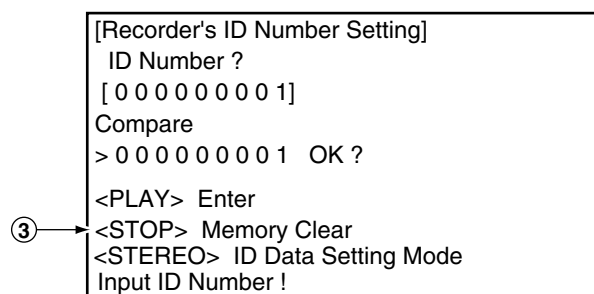 [Recorder's ID Number Setting]
ID Number ?
[ 0 0 0 0 0 0 0 0 1]
Compare
> 0 0 0 0 0 0 0 0 1 OK ?
<PLAY> Enter
③ <STOP> Memory Clear
<STEREO> ID Data Setting Mode
Input ID Number !